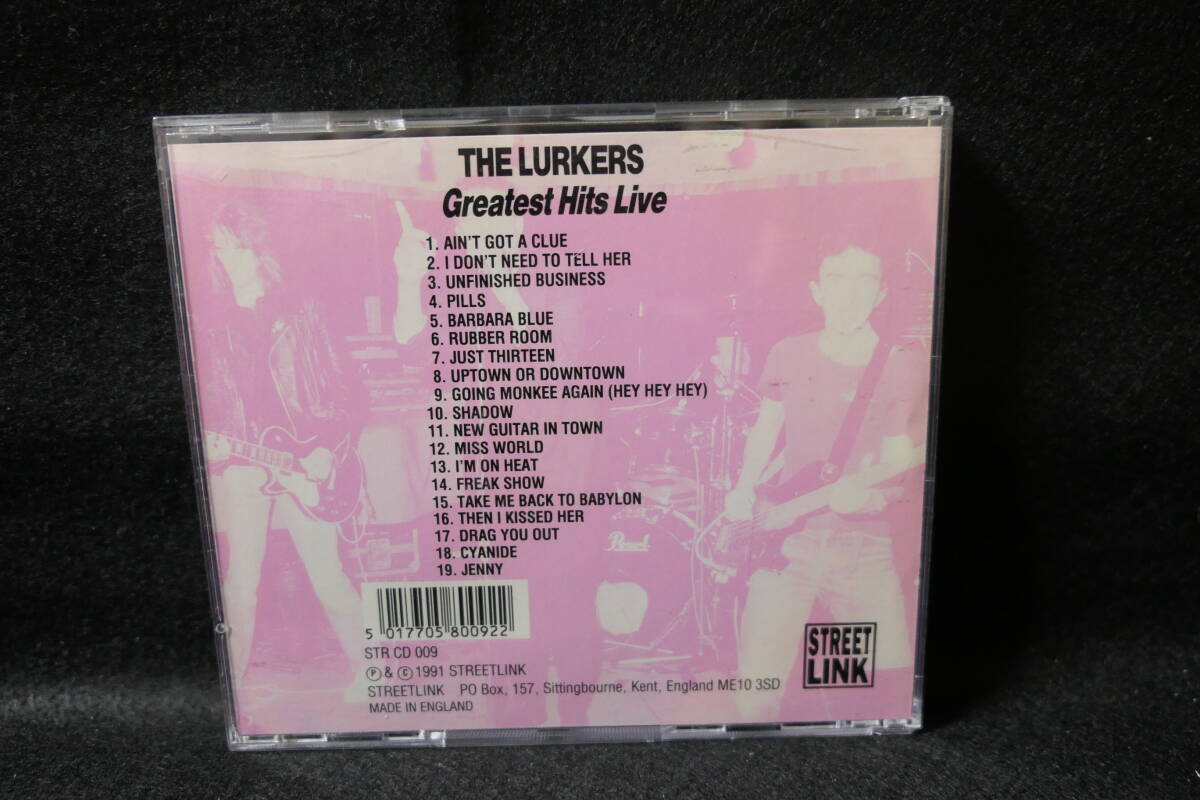 THE LURKERS
Greatest Hits Live
1. AIN'T GOT A CLUE
2. I DON'T NEED TO TELL HER
3. UNFINISHED BUSINESS
4. PILLS
5. BARBARA BLUE
6. RUBBER ROOM
7. JUST THIRTEEN
8. UPTOWN OR DOWNTOWN
9. GOING MONKEE AGAIN (HEY HEY HEY)
10. SHADOW
11. NEW GUITAR IN TOWN
12. MISS WORLD
13. I'M ON HEAT
14. FREAK SHOW
15. TAKE ME BACK TO BABYLON
16. THEN I KISSED HER
17. DRAG YOU OUT
18. CYANIDE
19. JENNY
Pearl
5 017705 800922
STR CD 009
Ⓟ & © 1991 STREETLINK
STREETLINK PO Box, 157, Sittingbourne, Kent, England ME10 3SD
MADE IN ENGLAND
STREET
LINK